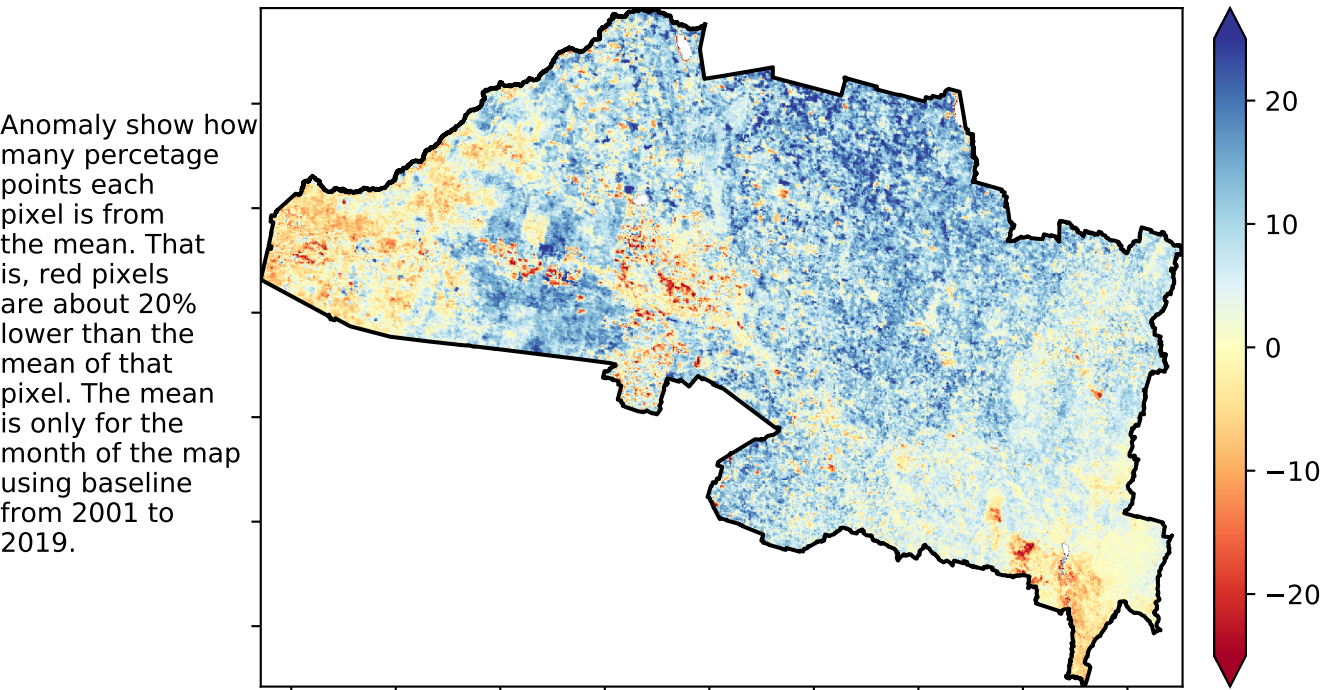 Anomaly show how
many percetage
points each
pixel is from
the mean. That
is, red pixels
are about 20%
lower than the
mean of that
pixel. The mean
is only for the
month of the map
using baseline
from 2001 to
2019.
20
10
0
−10
−20